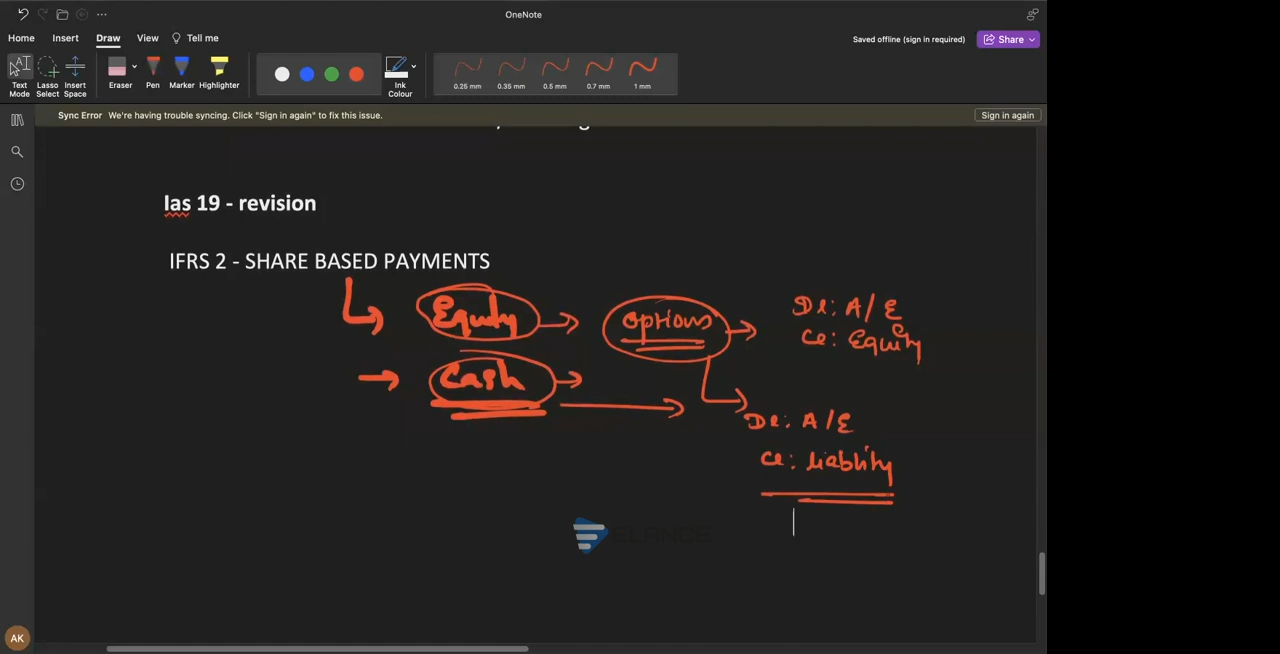 OneNote
Home Insert Draw View Tell me
Saved offline (sign in required)
Share
Text Mode
Lasso Select
Insert Space
Eraser
Pen
Marker
Highlighter
Ink Colour
0.25 mm
0.35 mm
0.5 mm
0.7 mm
1 mm
Sync Error We're having trouble syncing. Click "Sign in again" to fix this issue.
Sign in again
Ias 19 - revision
IFRS 2 - SHARE BASED PAYMENTS
Equity
options
Dr: A/E
Cr: Equity
Cash
Dr: A/E
Cr: liablity
ELANCE
AK